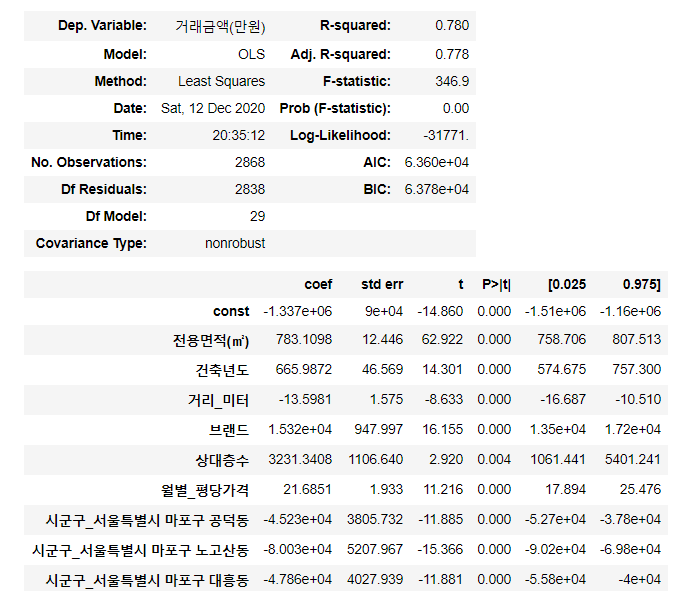 Dep. Variable: 거래금액(만원) R-squared: 0.780
Model: OLS Adj. R-squared: 0.778
Method: Least Squares F-statistic: 346.9
Date: Sat, 12 Dec 2020 Prob (F-statistic): 0.00
Time: 20:35:12 Log-Likelihood: -31771.
No. Observations: 2868 AIC: 6.360e+04
Df Residuals: 2838 BIC: 6.378e+04
Df Model: 29
Covariance Type: nonrobust
coef std err t P>|t| [0.025 0.975]
const -1.337e+06 9e+04 -14.860 0.000 -1.51e+06 -1.16e+06
전용면적(㎡) 783.1098 12.446 62.922 0.000 758.706 807.513
건축년도 665.9872 46.569 14.301 0.000 574.675 757.300
거리_미터 -13.5981 1.575 -8.633 0.000 -16.687 -10.510
브랜드 1.532e+04 947.997 16.155 0.000 1.35e+04 1.72e+04
상대층수 3231.3408 1106.640 2.920 0.004 1061.441 5401.241
월별_평당가격 21.6851 1.933 11.216 0.000 17.894 25.476
시군구_서울특별시 마포구 공덕동 -4.523e+04 3805.732 -11.885 0.000 -5.27e+04 -3.78e+04
시군구_서울특별시 마포구 노고산동 -8.003e+04 5207.967 -15.366 0.000 -9.02e+04 -6.98e+04
시군구_서울특별시 마포구 대흥동 -4.786e+04 4027.939 -11.881 0.000 -5.58e+04 -4e+04